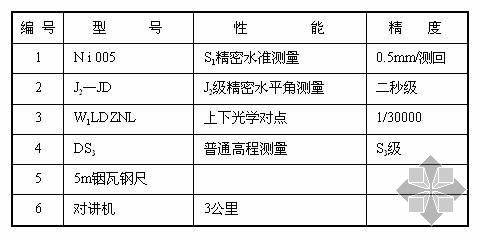 编 号 型 号 性 能 精 度
1 Ni005 S₁精密水准测量 0.5mm/测回
2 J₂—JD J₂级精密水平角测量 二秒级
3 W₁LDZNL 上下光学对点 1/30000
4 DS₃ 普通高程测量 S₃级
5 5m铟瓦钢尺
6 对讲机 3公里